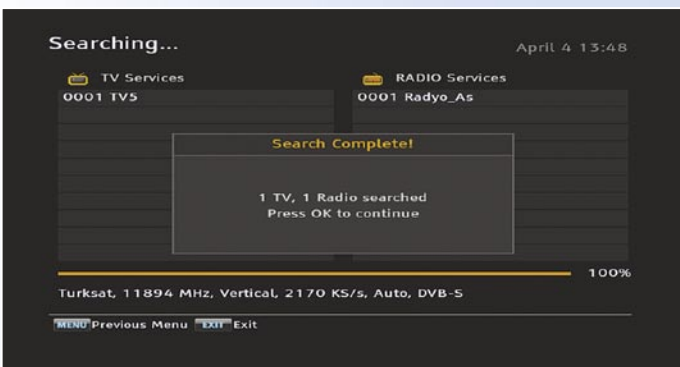 Searching...
April 4 13:48
TV Services
RADIO Services
0001 TV5
0001 Radyo_As
Search Complete!
1 TV, 1 Radio searched
Press OK to continue
100%
Turksat, 11894 MHz, Vertical, 2170 KS/s, Auto, DVB-S
MENU Previous Menu EXIT Exit